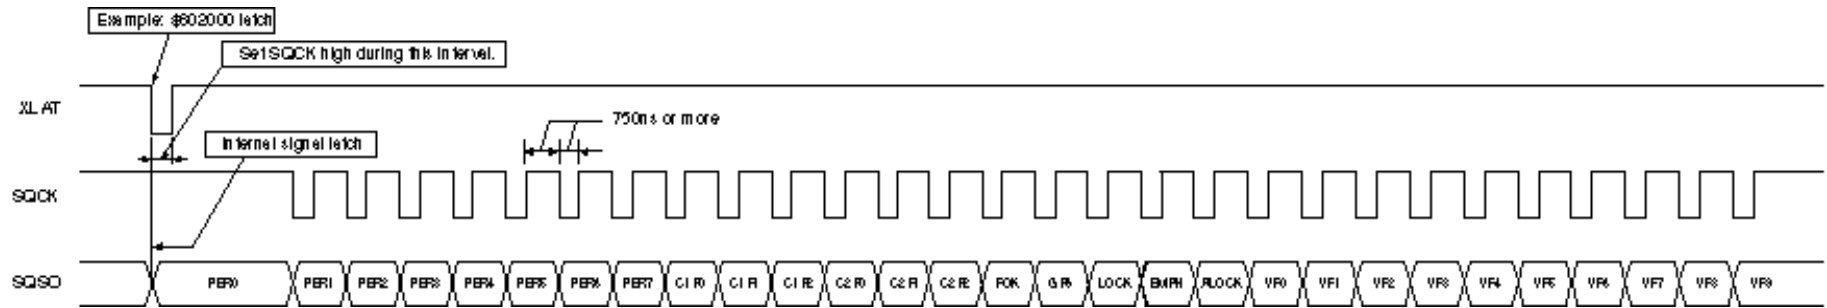 Example: $602000 latch
Set SQCK high during this interval.
XLAT
750ns or more
Internal signal latch
SQCK
SQSO PER0 PER1 PER2 PER3 PER4 PER5 PER6 PER7 C1F0 C1F1 C1F2 C2F0 C2F1 C2F2 FOK GFS LOCK EMPH ALOCK VF0 VF1 VF2 VF3 VF4 VF5 VF6 VF7 VF8 VF9